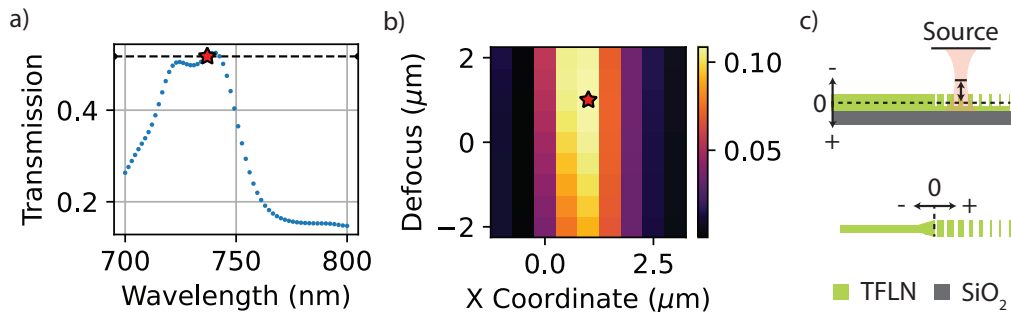 a)
Transmission
0.4
0.2
700
750
800
Wavelength (nm)
b)
Defocus (μm)
2
0
−2
0.0
2.5
X Coordinate (μm)
0.10
0.05
c)
Source
-
0
+
0
- +
TFLN SiO₂